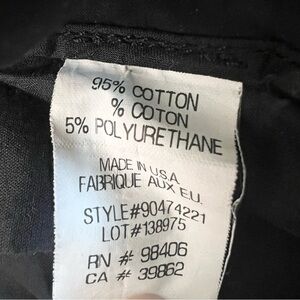 95% COTTON
% COTON
5% POLYURETHANE
MADE IN U.S.A.
FABRIQUE AUX E.U.
STYLE#90474221
LOT#138975
RN # 98406
CA # 39862